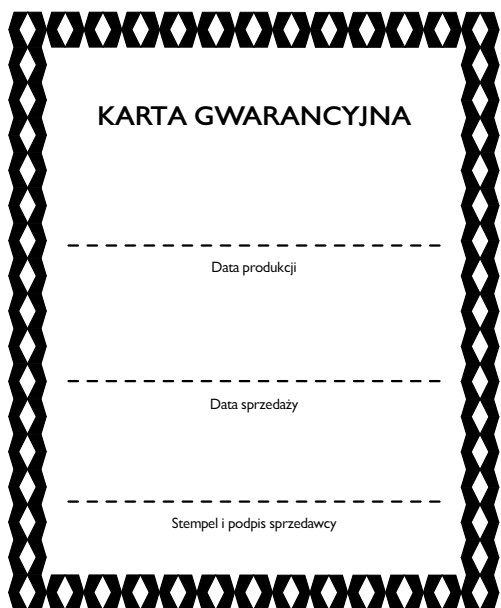 KARTA GWARANCYJNA
Data produkcji
Data sprzedaży
Stempel i podpis sprzedawcy